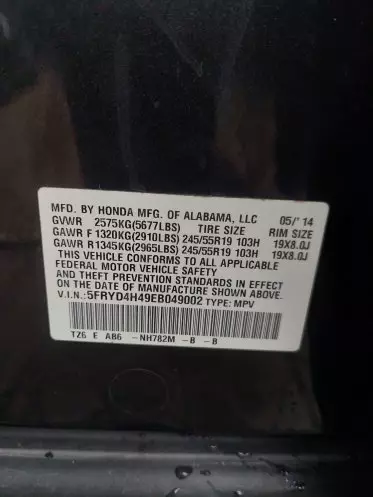 MFD. BY HONDA MFG. OF ALABAMA, LLC 05/'14
GVWR 2575KG(5677LBS) TIRE SIZE RIM SIZE
GAWR F 1320KG(2910LBS) 245/55R19 103H 19X8.0J
GAWR R1345KG(2965LBS) 245/55R19 103H 19X8.0J
THIS VEHICLE CONFORMS TO ALL APPLICABLE
FEDERAL MOTOR VEHICLE SAFETY
AND THEFT PREVENTION STANDARDS IN EFFECT
ON THE DATE OF MANUFACTURE SHOWN ABOVE.
V.I.N.:5FRYD4H49EB049002 TYPE: MPV
TZ6 E AB6 -NH782M -B -B